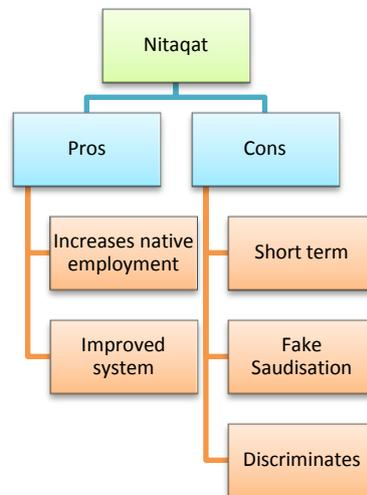 Nitaqat
Pros
Cons
Increases native
employment
Improved
system
Short term
Fake
Saudisation
Discriminates